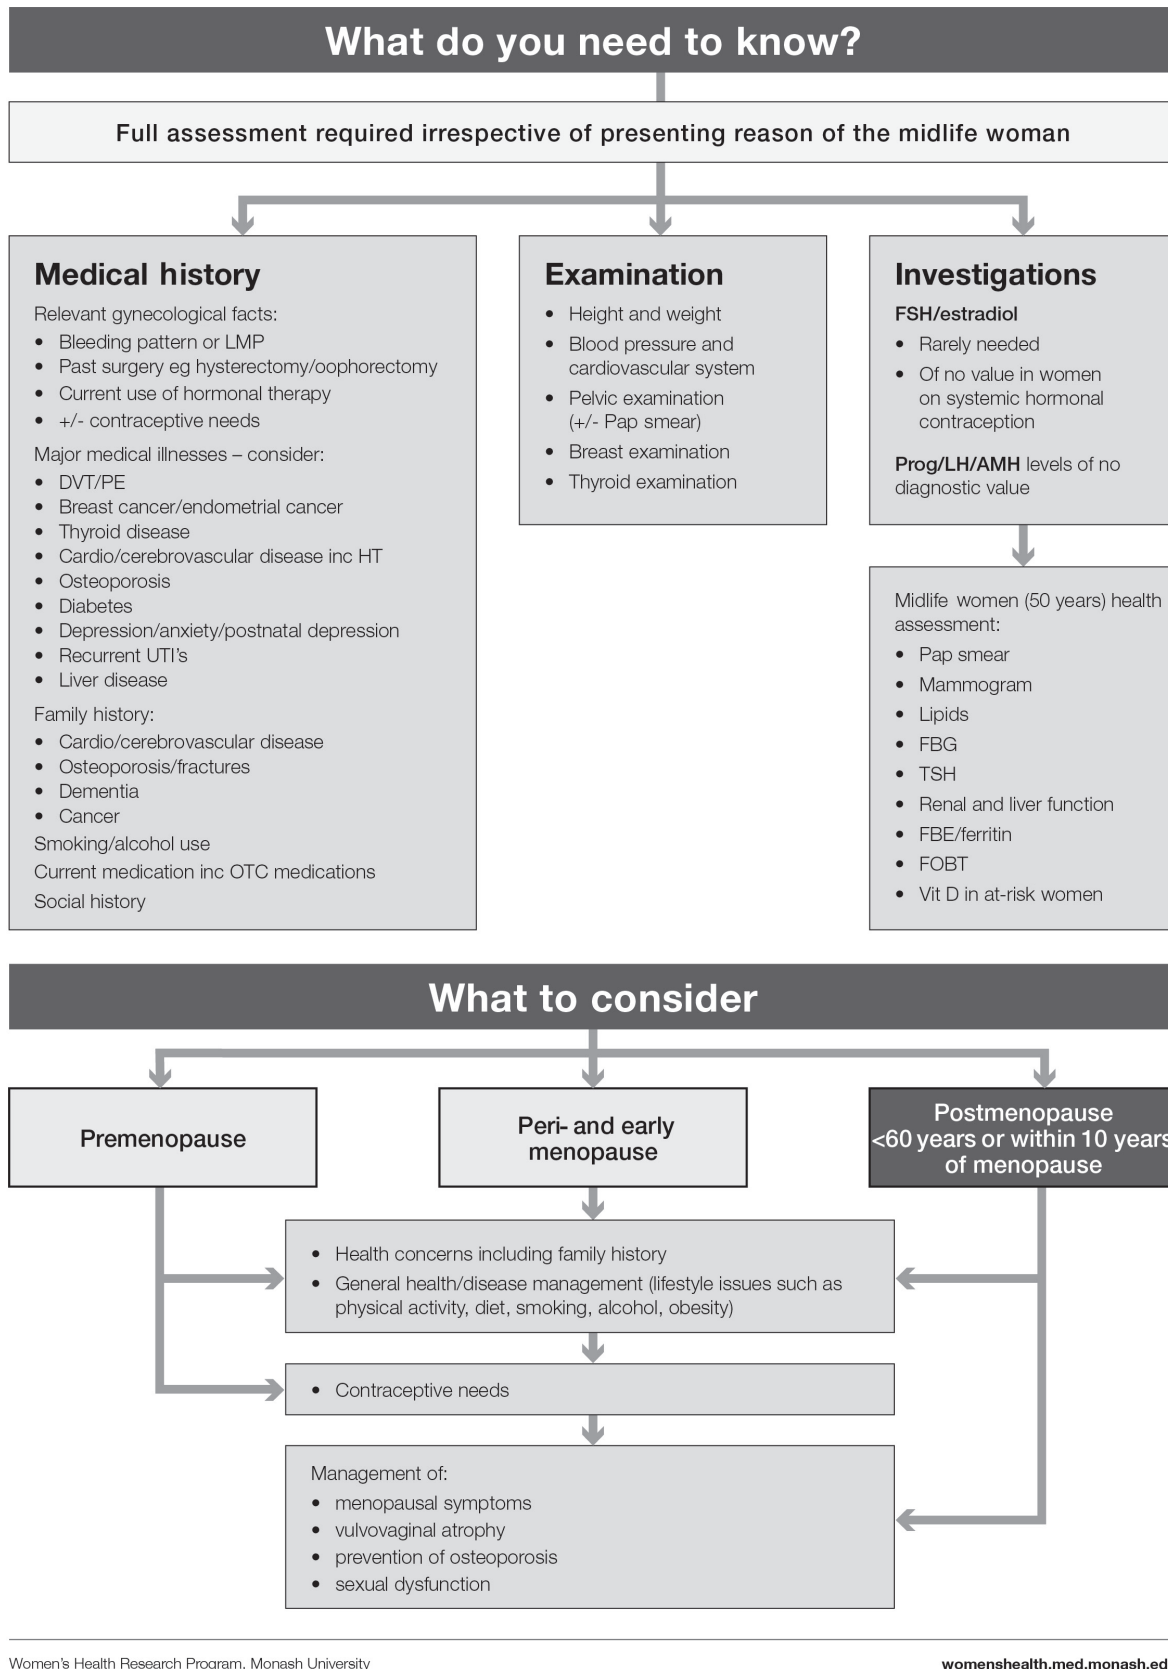 What do you need to know?
Full assessment required irrespective of presenting reason of the midlife woman
Medical history
Relevant gynecological facts:
• Bleeding pattern or LMP
• Past surgery eg hysterectomy/oophorectomy
• Current use of hormonal therapy
• +/- contraceptive needs
Major medical illnesses – consider:
• DVT/PE
• Breast cancer/endometrial cancer
• Thyroid disease
• Cardio/cerebrovascular disease inc HT
• Osteoporosis
• Diabetes
• Depression/anxiety/postnatal depression
• Recurrent UTI's
• Liver disease
Family history:
• Cardio/cerebrovascular disease
• Osteoporosis/fractures
• Dementia
• Cancer
Smoking/alcohol use
Current medication inc OTC medications
Social history
Examination
• Height and weight
• Blood pressure and
cardiovascular system
• Pelvic examination
(+/- Pap smear)
• Breast examination
• Thyroid examination
Investigations
FSH/estradiol
• Rarely needed
• Of no value in women
on systemic hormonal
contraception
Prog/LH/AMH levels of no
diagnostic value
Midlife women (50 years) health
assessment:
• Pap smear
• Mammogram
• Lipids
• FBG
• TSH
• Renal and liver function
• FBE/ferritin
• FOBT
• Vit D in at-risk women
What to consider
Premenopause
Peri- and early
menopause
Postmenopause
<60 years or within 10 years
of menopause
• Health concerns including family history
• General health/disease management (lifestyle issues such as
physical activity, diet, smoking, alcohol, obesity)
• Contraceptive needs
Management of:
• menopausal symptoms
• vulvovaginal atrophy
• prevention of osteoporosis
• sexual dysfunction
Women's Health Research Program, Monash University
womenshealth.med.monash.ed